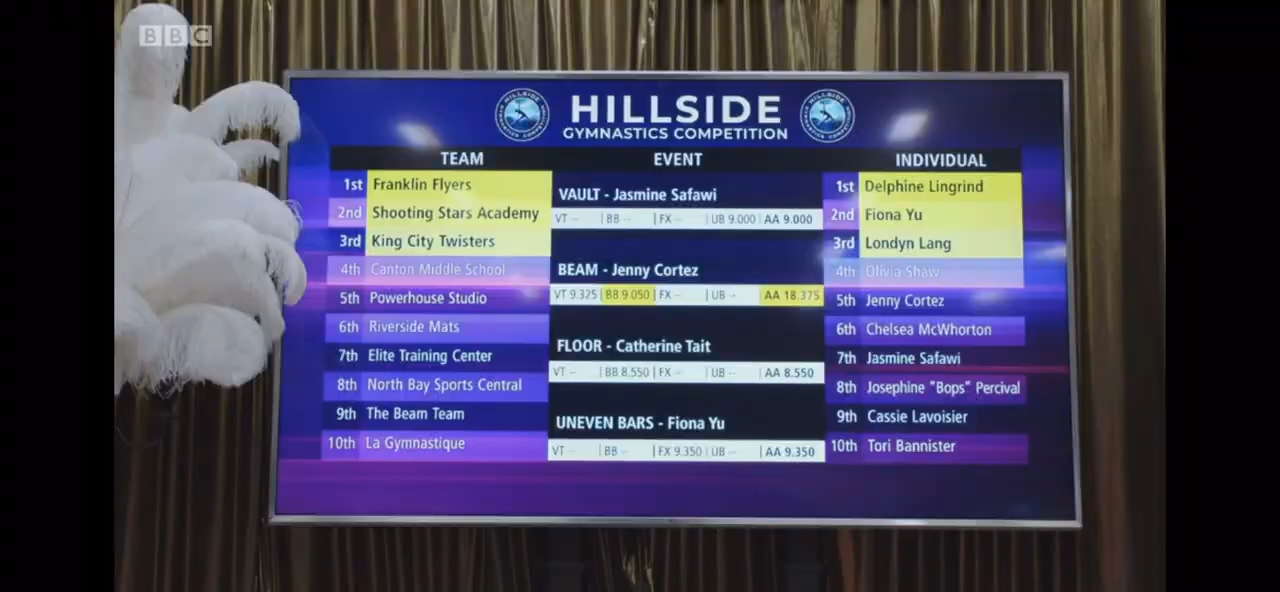 BBC
HILLSIDE
GYMNASTICS COMPETITION
TEAM
1st Franklin Flyers
2nd Shooting Stars Academy
3rd King City Twisters
4th Canton Middle School
5th Powerhouse Studio
6th Riverside Mats
7th Elite Training Center
8th North Bay Sports Central
9th The Beam Team
10th La Gymnastique
EVENT
VAULT - Jasmine Safawi
VT -- | BB -- | FX -- | UB 9.000 | AA 9.000
BEAM - Jenny Cortez
VT 9.325 | BB 9.050 | FX -- | UB -- | AA 18.375
FLOOR - Catherine Tait
VT -- | BB 8.550 | FX -- | UB -- | AA 8.550
UNEVEN BARS - Fiona Yu
VT -- | BB -- | FX 9.350 | UB -- | AA 9.350
INDIVIDUAL
1st Delphine Lingrind
2nd Fiona Yu
3rd Londyn Lang
4th Olivia Shaw
5th Jenny Cortez
6th Chelsea McWhorton
7th Jasmine Safawi
8th Josephine "Bops" Percival
9th Cassie Lavoisier
10th Tori Bannister